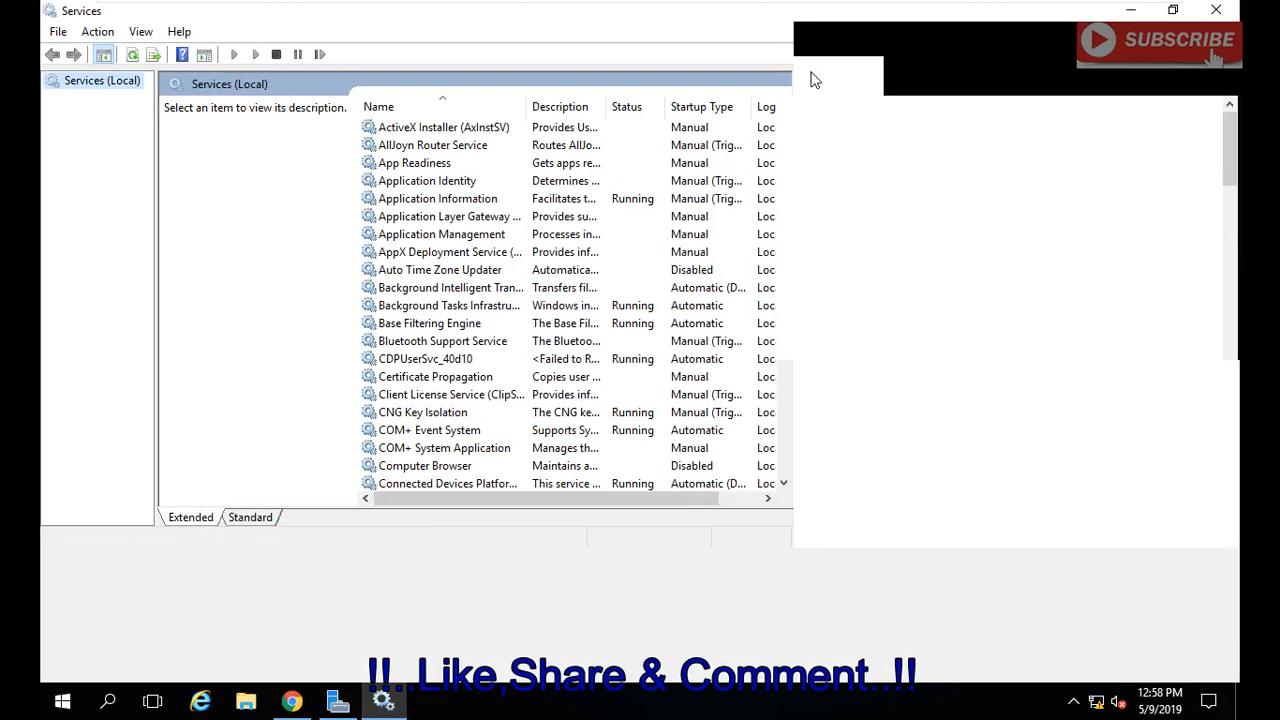 Services
SUBSCRIBE
File Action View Help
Services (Local)
Services (Local)
Select an item to view its description.
Name Description Status Startup Type Log
ActiveX Installer (AxInstSV) Provides Us... Manual Loc
AllJoyn Router Service Routes AllJo... Manual (Trig... Loc
App Readiness Gets apps re... Manual Loc
Application Identity Determines ... Manual (Trig... Loc
Application Information Facilitates t... Running Manual (Trig... Loc
Application Layer Gateway ... Provides su... Manual Loc
Application Management Processes in... Manual Loc
AppX Deployment Service (... Provides inf... Manual Loc
Auto Time Zone Updater Automatica... Disabled Loc
Background Intelligent Tran... Transfers fil... Automatic (D... Loc
Background Tasks Infrastru... Windows in... Running Automatic Loc
Base Filtering Engine The Base Fil... Running Automatic Loc
Bluetooth Support Service The Bluetoo... Manual (Trig... Loc
CDPUserSvc_40d10 <Failed to R... Running Automatic Loc
Certificate Propagation Copies user ... Manual Loc
Client License Service (ClipS... Provides inf... Manual (Trig... Loc
CNG Key Isolation The CNG ke... Running Manual (Trig... Loc
COM+ Event System Supports Sy... Running Automatic Loc
COM+ System Application Manages th... Manual Loc
Computer Browser Maintains a... Disabled Loc
Connected Devices Platfor... This service ... Running Automatic (D... Loc
Extended Standard
!!..Like,Share & Comment..!!
12:58 PM
5/9/2019